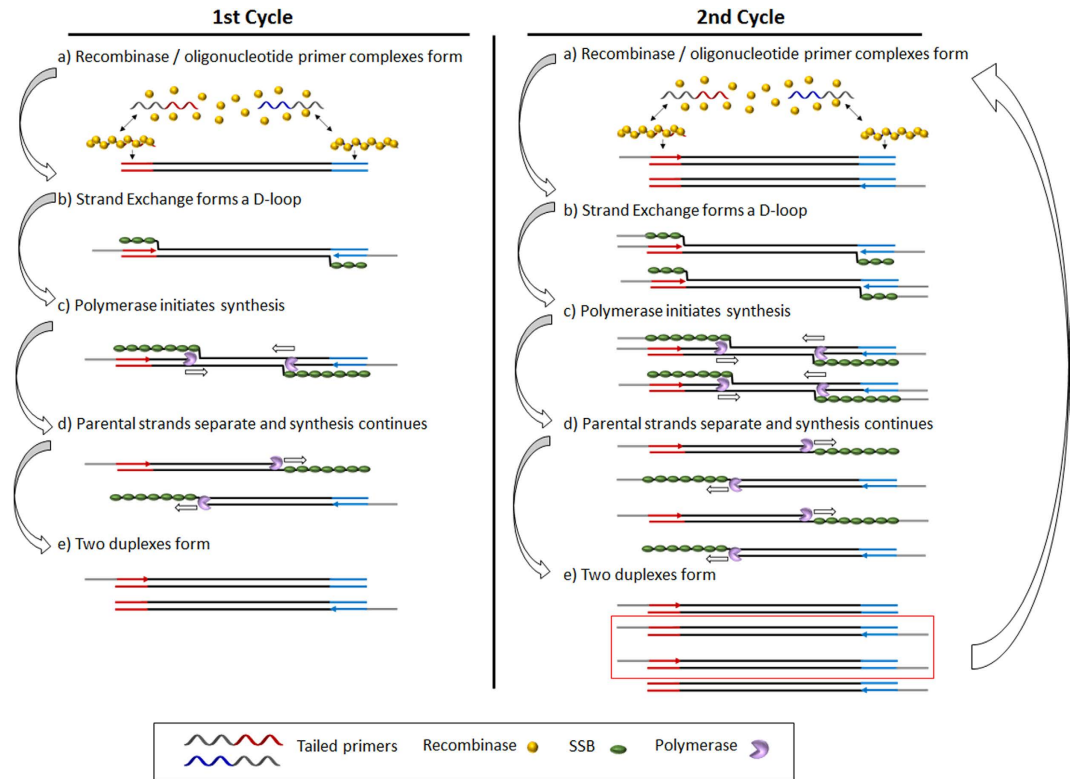 1st Cycle
a) Recombinase / oligonucleotide primer complexes form
b) Strand Exchange forms a D-loop
c) Polymerase initiates synthesis
d) Parental strands separate and synthesis continues
e) Two duplexes form
2nd Cycle
a) Recombinase / oligonucleotide primer complexes form
b) Strand Exchange forms a D-loop
c) Polymerase initiates synthesis
d) Parental strands separate and synthesis continues
e) Two duplexes form
Tailed primers Recombinase SSB Polymerase